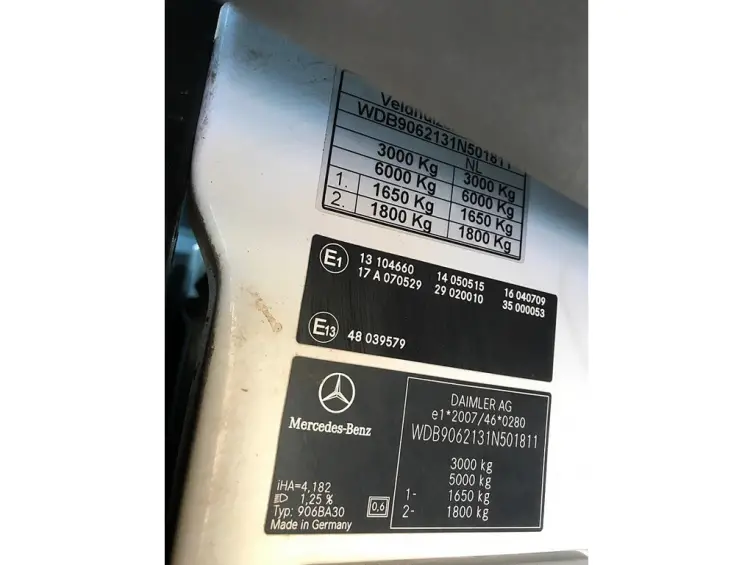 WDB9062131N501811
NL
3000 Kg 3000 Kg
6000 Kg 6000 Kg
1. 1650 Kg 1650 Kg
2. 1800 Kg 1800 Kg
E1 13 104660 14 050515 16 040709
17 A 070529 29 020010 35 000053
E13 48 039579
Mercedes-Benz
iHA=4,182
1,25 %
Typ: 906BA30
Made in Germany
0,6
DAIMLER AG
e1*2007/46*0280
WDB9062131N501811
3000 kg
5000 kg
1- 1650 kg
2- 1800 kg